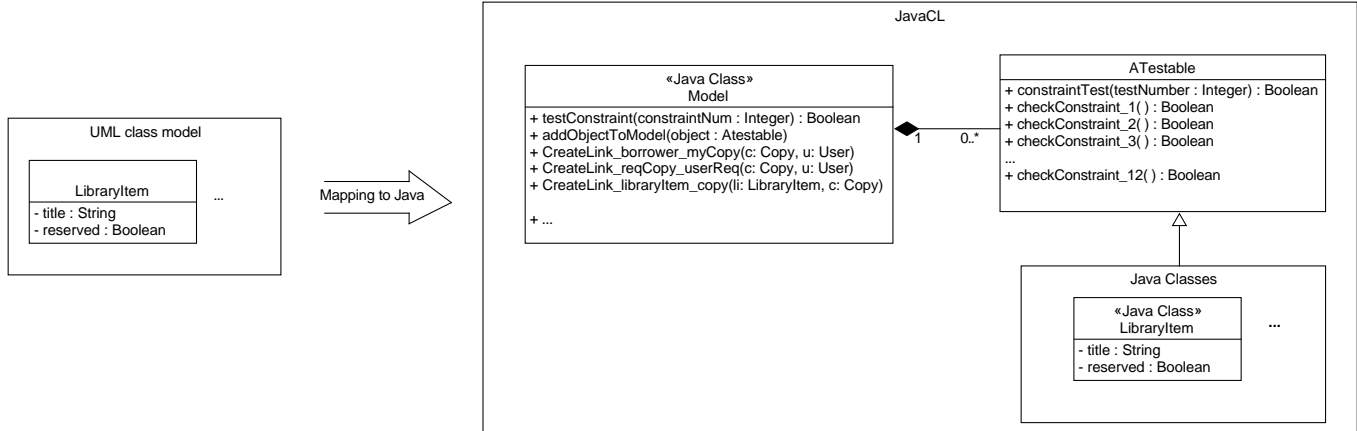 UML class model
LibraryItem
- title : String
- reserved : Boolean
...
Mapping to Java
JavaCL
«Java Class»
Model
+ testConstraint(constraintNum : Integer) : Boolean
+ addObjectToModel(object : Atestable)
+ CreateLink_borrower_myCopy(c: Copy, u: User)
+ CreateLink_reqCopy_userReq(c: Copy, u: User)
+ CreateLink_libraryItem_copy(li: LibraryItem, c: Copy)
+ ...
1
0..*
ATestable
+ constraintTest(testNumber : Integer) : Boolean
+ checkConstraint_1( ) : Boolean
+ checkConstraint_2( ) : Boolean
+ checkConstraint_3( ) : Boolean
...
+ checkConstraint_12( ) : Boolean
Java Classes
«Java Class»
LibraryItem
- title : String
- reserved : Boolean
...